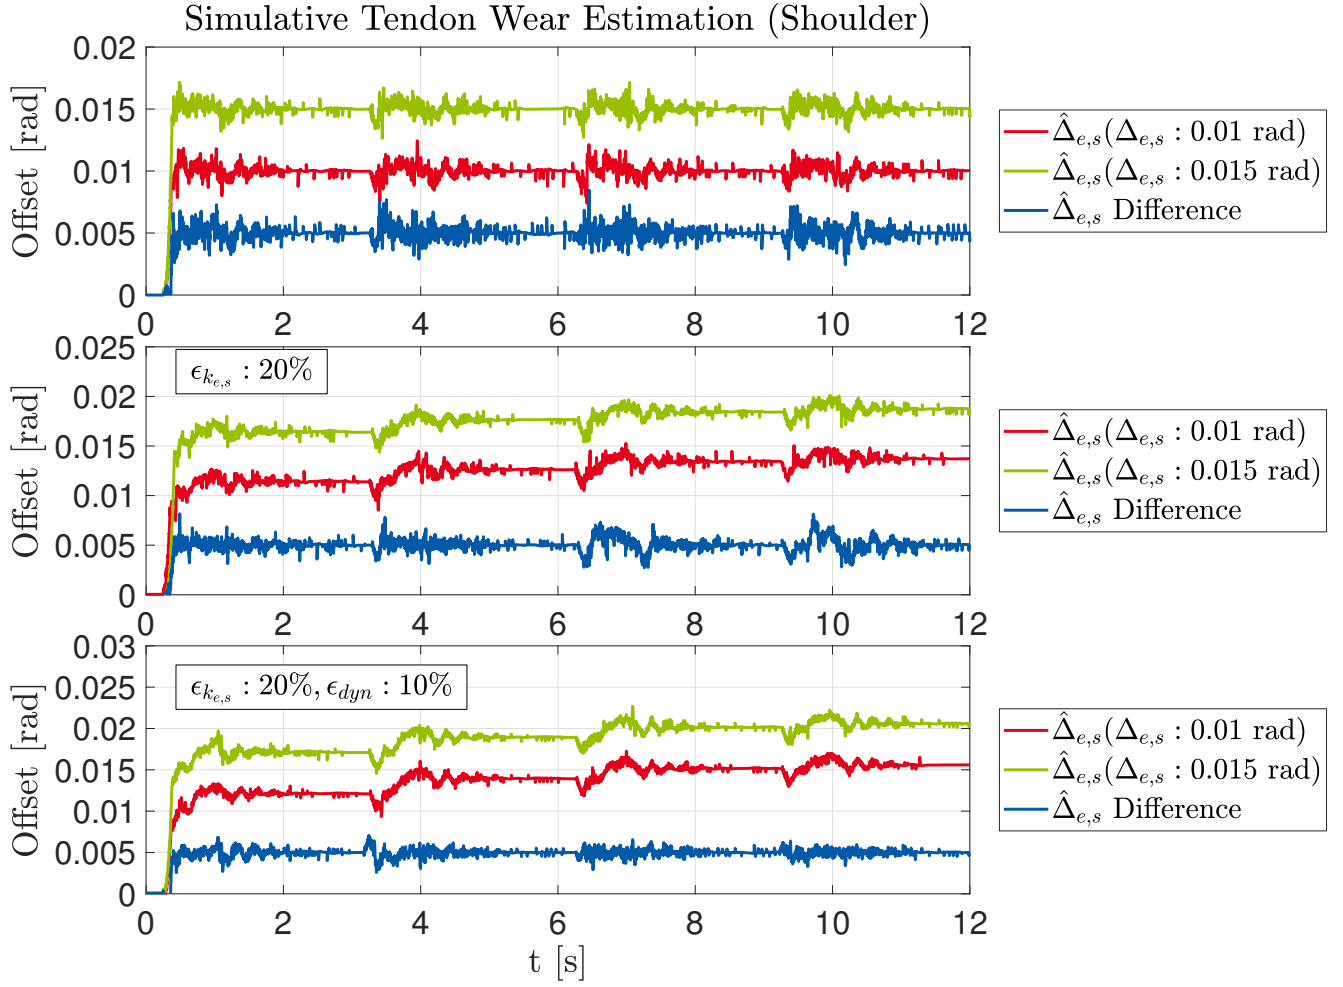 Simulative Tendon Wear Estimation (Shoulder)
0.02
0.015
0.01
0.005
0
Offset [rad]
0 2 4 6 8 10 12
Δ̂e,s(Δe,s : 0.01 rad)
Δ̂e,s(Δe,s : 0.015 rad)
Δ̂e,s Difference
0.025
0.02
0.015
0.01
0.005
0
Offset [rad]
ϵke,s : 20%
0 2 4 6 8 10 12
Δ̂e,s(Δe,s : 0.01 rad)
Δ̂e,s(Δe,s : 0.015 rad)
Δ̂e,s Difference
0.03
0.025
0.02
0.015
0.01
0.005
0
Offset [rad]
ϵke,s : 20%, ϵdyn : 10%
0 2 4 6 8 10 12
t [s]
Δ̂e,s(Δe,s : 0.01 rad)
Δ̂e,s(Δe,s : 0.015 rad)
Δ̂e,s Difference